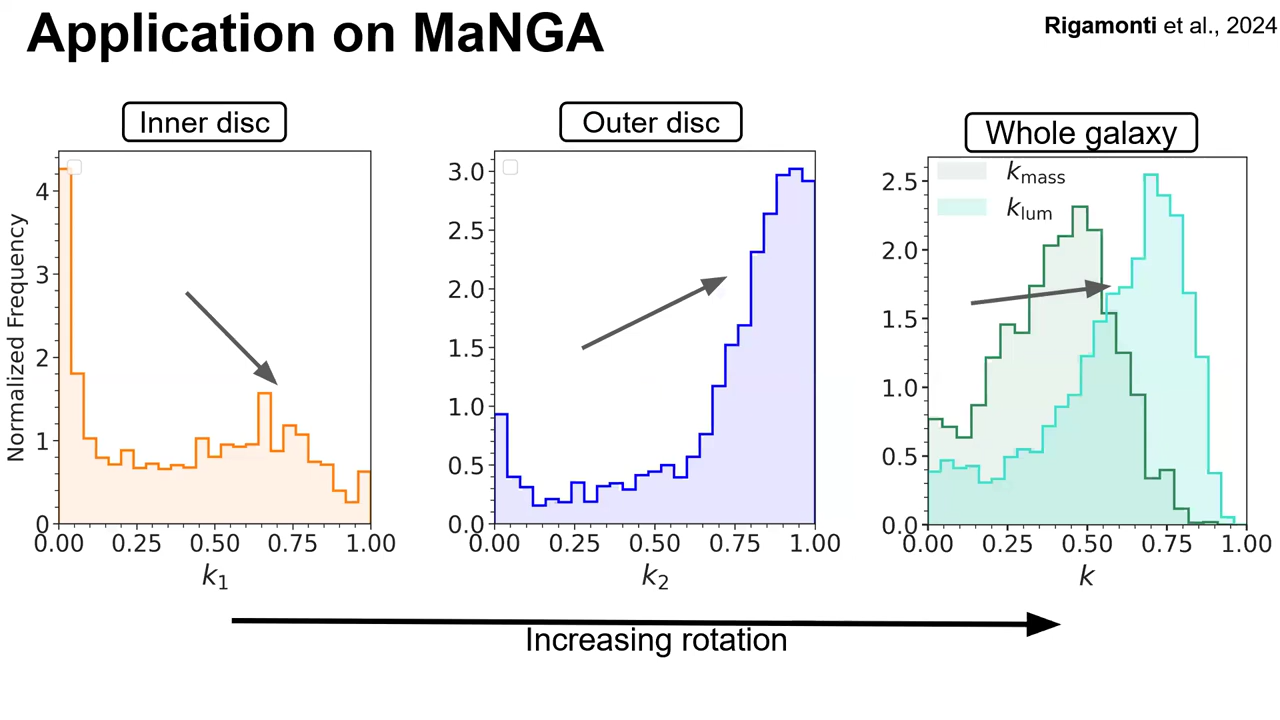 Application on MaNGA
Rigamonti et al., 2024
Inner disc
Outer disc
Whole galaxy
Normalized Frequency
4
3
2
1
0
0.00 0.25 0.50 0.75 1.00
k1
3.0
2.5
2.0
1.5
1.0
0.5
0.0
0.00 0.25 0.50 0.75 1.00
k2
kmass
klum
2.5
2.0
1.5
1.0
0.5
0.0
0.00 0.25 0.50 0.75 1.00
k
Increasing rotation